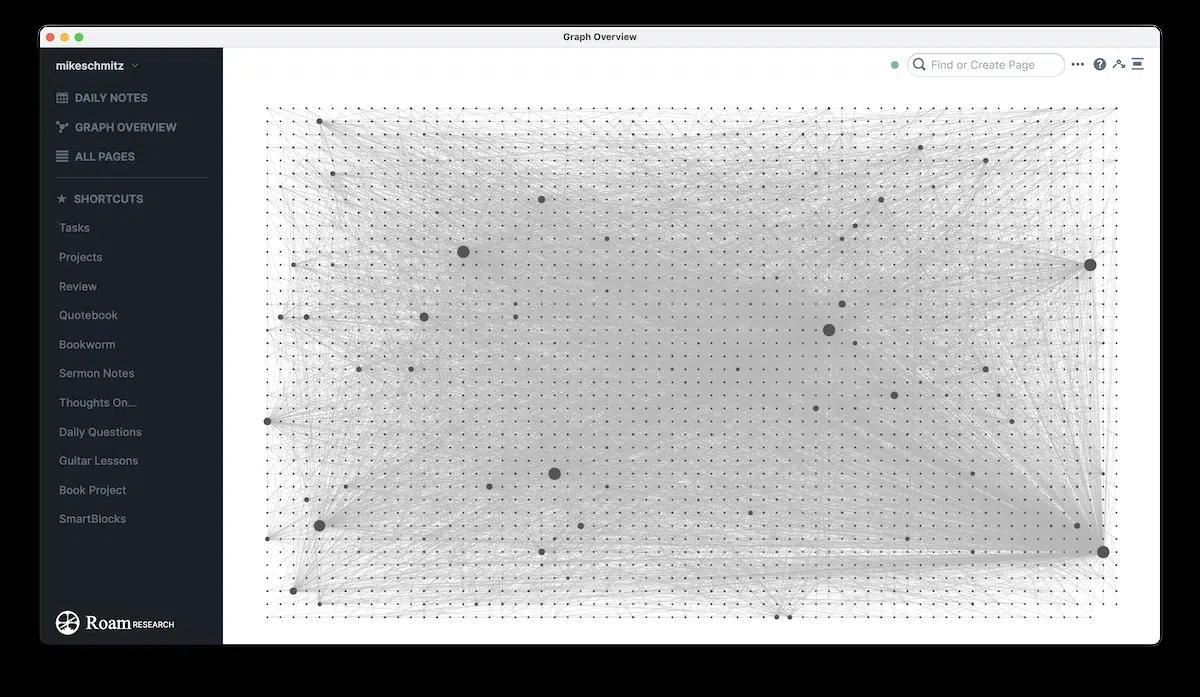 Graph Overview
mikeschmitz
DAILY NOTES
GRAPH OVERVIEW
ALL PAGES
SHORTCUTS
Tasks
Projects
Review
Quotebook
Bookworm
Sermon Notes
Thoughts On...
Daily Questions
Guitar Lessons
Book Project
SmartBlocks
Roam RESEARCH
Find or Create Page